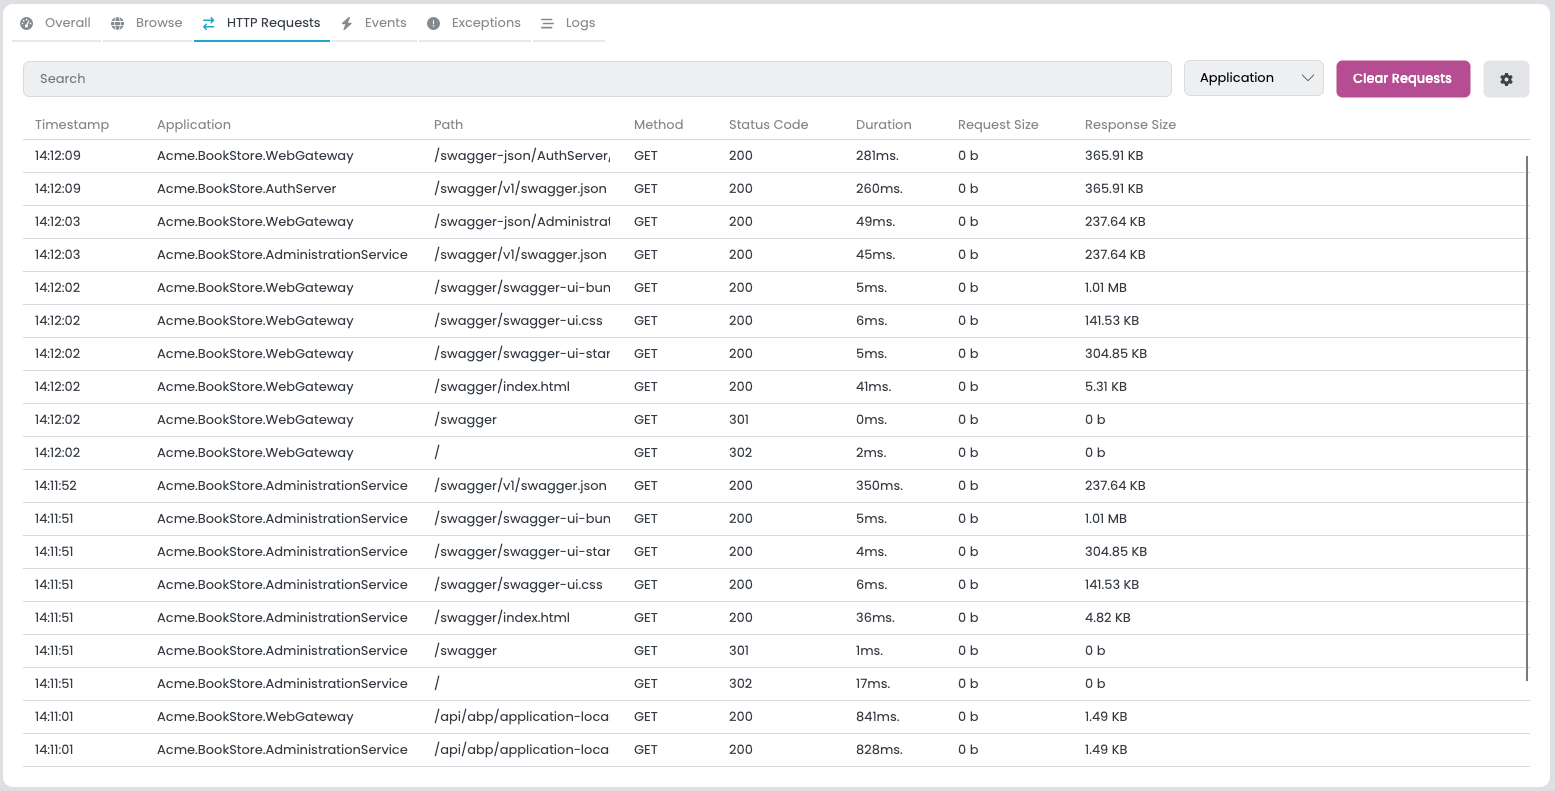 Overall Browse HTTP Requests Events Exceptions Logs
Search Application Clear Requests
Timestamp Application Path Method Status Code Duration Request Size Response Size
14:12:09 Acme.BookStore.WebGateway /swagger-json/AuthServer/ GET 200 281ms. 0 b 365.91 KB
14:12:09 Acme.BookStore.AuthServer /swagger/v1/swagger.json GET 200 260ms. 0 b 365.91 KB
14:12:03 Acme.BookStore.WebGateway /swagger-json/Administrat GET 200 49ms. 0 b 237.64 KB
14:12:03 Acme.BookStore.AdministrationService /swagger/v1/swagger.json GET 200 45ms. 0 b 237.64 KB
14:12:02 Acme.BookStore.WebGateway /swagger/swagger-ui-bun GET 200 5ms. 0 b 1.01 MB
14:12:02 Acme.BookStore.WebGateway /swagger/swagger-ui.css GET 200 6ms. 0 b 141.53 KB
14:12:02 Acme.BookStore.WebGateway /swagger/swagger-ui-star GET 200 5ms. 0 b 304.85 KB
14:12:02 Acme.BookStore.WebGateway /swagger/index.html GET 200 41ms. 0 b 5.31 KB
14:12:02 Acme.BookStore.WebGateway /swagger GET 301 0ms. 0 b 0 b
14:12:02 Acme.BookStore.WebGateway / GET 302 2ms. 0 b 0 b
14:11:52 Acme.BookStore.AdministrationService /swagger/v1/swagger.json GET 200 350ms. 0 b 237.64 KB
14:11:51 Acme.BookStore.AdministrationService /swagger/swagger-ui-bun GET 200 5ms. 0 b 1.01 MB
14:11:51 Acme.BookStore.AdministrationService /swagger/swagger-ui-star GET 200 4ms. 0 b 304.85 KB
14:11:51 Acme.BookStore.AdministrationService /swagger/swagger-ui.css GET 200 6ms. 0 b 141.53 KB
14:11:51 Acme.BookStore.AdministrationService /swagger/index.html GET 200 36ms. 0 b 4.82 KB
14:11:51 Acme.BookStore.AdministrationService /swagger GET 301 1ms. 0 b 0 b
14:11:51 Acme.BookStore.AdministrationService / GET 302 17ms. 0 b 0 b
14:11:01 Acme.BookStore.WebGateway /api/abp/application-loca GET 200 841ms. 0 b 1.49 KB
14:11:01 Acme.BookStore.AdministrationService /api/abp/application-loca GET 200 828ms. 0 b 1.49 KB